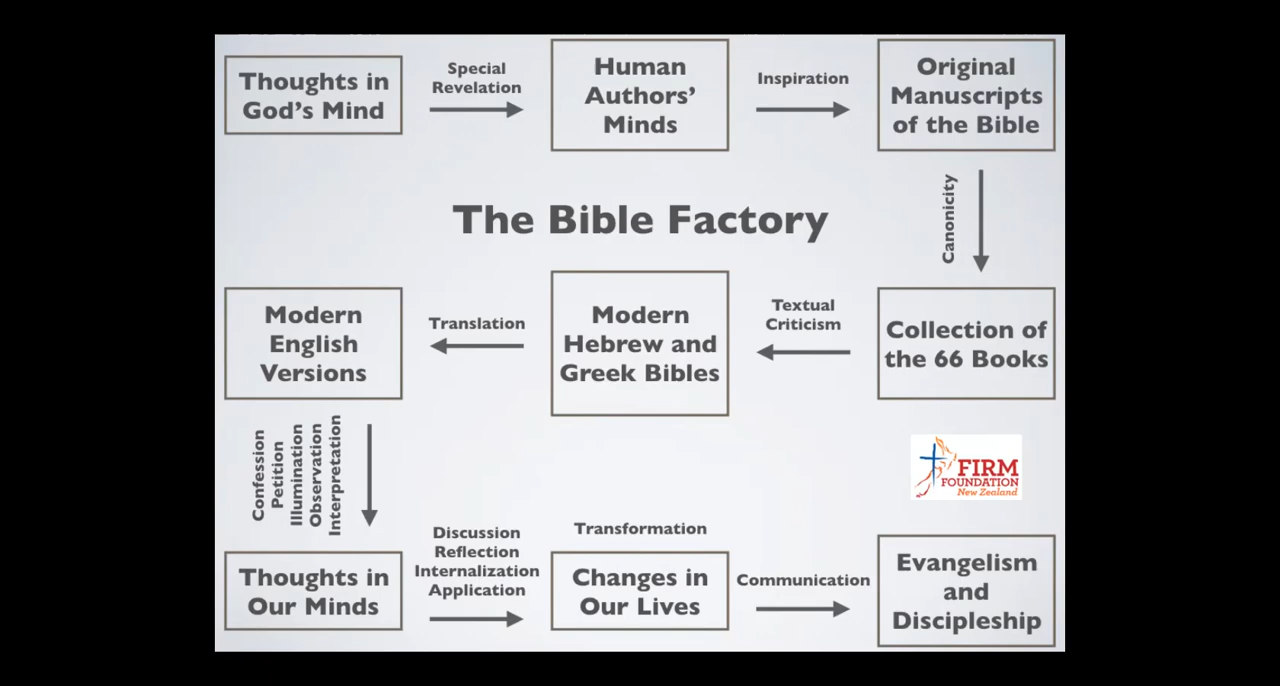 Thoughts in
God's Mind
Special
Revelation
Human
Authors'
Minds
Inspiration
Original
Manuscripts
of the Bible
Canonicity
The Bible Factory
Collection of
the 66 Books
Textual
Criticism
Modern
Hebrew and
Greek Bibles
Translation
Modern
English
Versions
Confession
Petition
Illumination
Observation
Interpretation
FIRM
FOUNDATION
New Zealand
Thoughts in
Our Minds
Discussion
Reflection
Internalization
Application
Transformation
Changes in
Our Lives
Communication
Evangelism
and
Discipleship